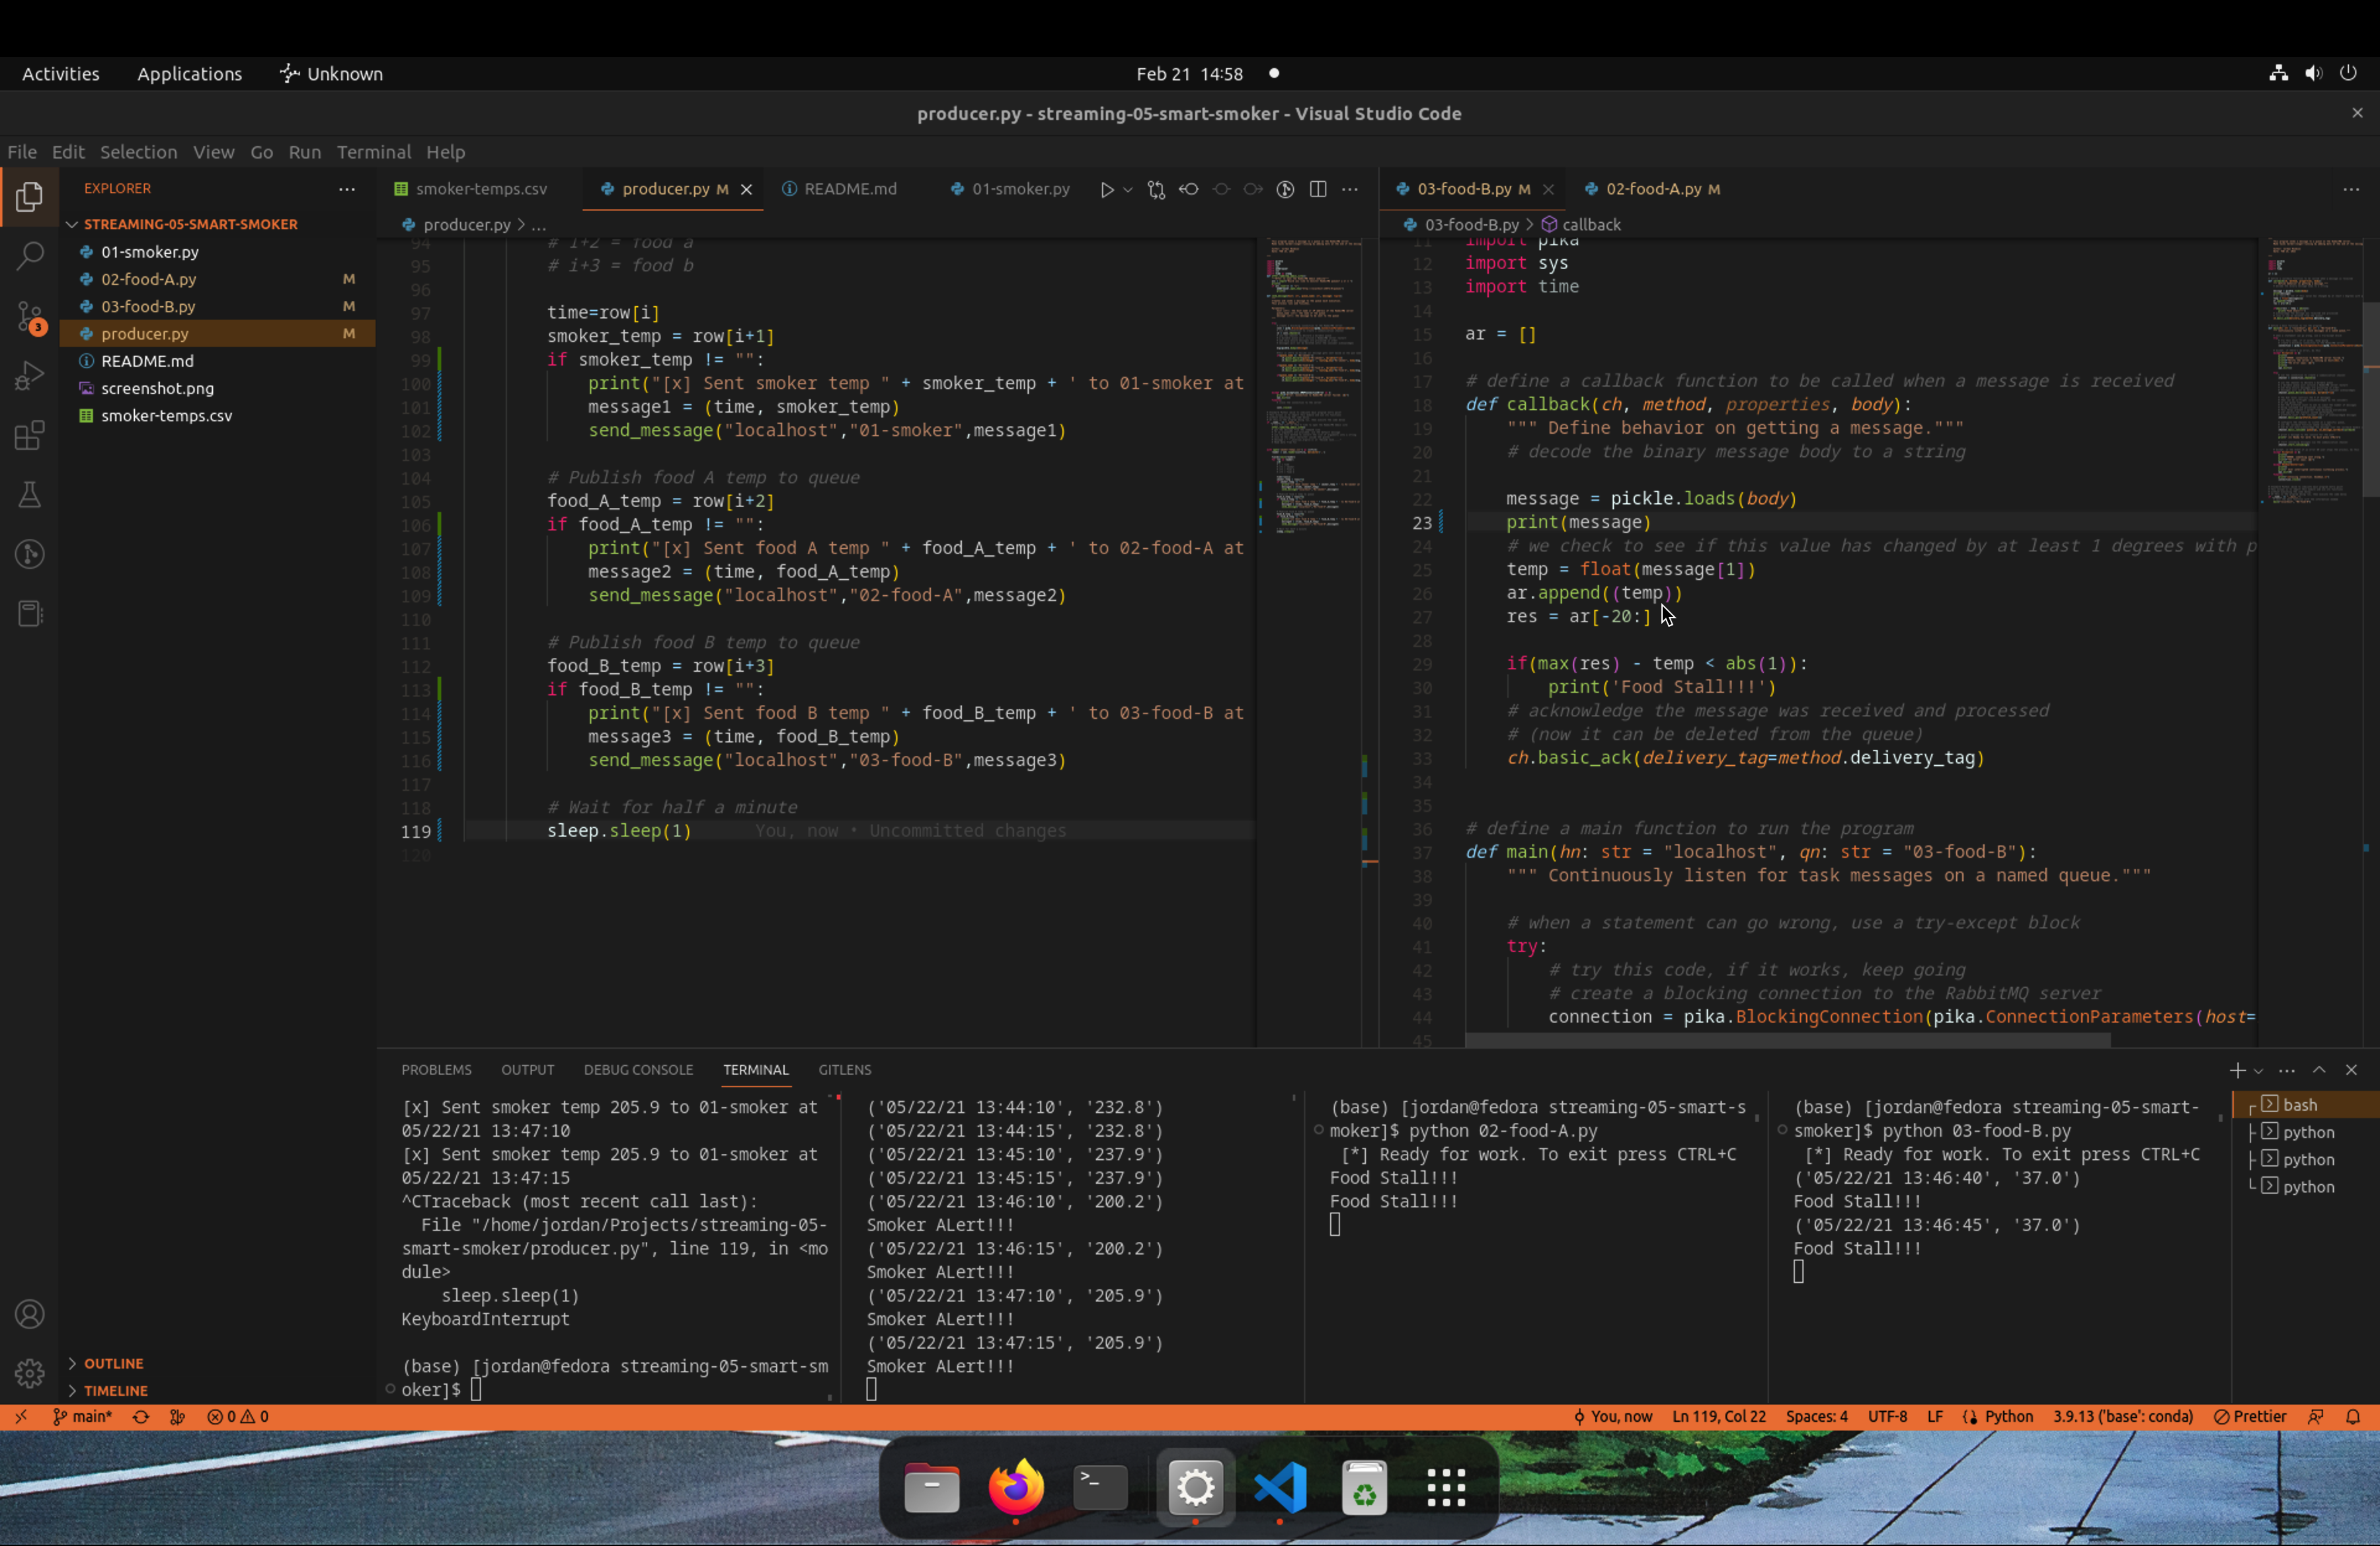 Activities Applications Unknown Feb 21 14:58
producer.py - streaming-05-smart-smoker - Visual Studio Code
File Edit Selection View Go Run Terminal Help
EXPLORER
STREAMING-05-SMART-SMOKER
01-smoker.py
02-food-A.py M
03-food-B.py M
producer.py M
README.md
screenshot.png
smoker-temps.csv
OUTLINE
TIMELINE
3
smoker-temps.csv producer.py M README.md 01-smoker.py
producer.py > ...
94 # i+2 = food a
95 # i+3 = food b
96
97 time=row[i]
98 smoker_temp = row[i+1]
99 if smoker_temp != "":
100 print("[x] Sent smoker temp " + smoker_temp + ' to 01-smoker at
101 message1 = (time, smoker_temp)
102 send_message("localhost","01-smoker",message1)
103
104 # Publish food A temp to queue
105 food_A_temp = row[i+2]
106 if food_A_temp != "":
107 print("[x] Sent food A temp " + food_A_temp + ' to 02-food-A at
108 message2 = (time, food_A_temp)
109 send_message("localhost","02-food-A",message2)
110
111 # Publish food B temp to queue
112 food_B_temp = row[i+3]
113 if food_B_temp != "":
114 print("[x] Sent food B temp " + food_B_temp + ' to 03-food-B at
115 message3 = (time, food_B_temp)
116 send_message("localhost","03-food-B",message3)
117
118 # Wait for half a minute
119 sleep.sleep(1) You, now • Uncommitted changes
120
03-food-B.py M 02-food-A.py M
03-food-B.py > callback
11 import pika
12 import sys
13 import time
14
15 ar = []
16
17 # define a callback function to be called when a message is received
18 def callback(ch, method, properties, body):
19 """ Define behavior on getting a message."""
20 # decode the binary message body to a string
21
22 message = pickle.loads(body)
23 print(message)
24 # we check to see if this value has changed by at least 1 degrees with p
25 temp = float(message[1])
26 ar.append((temp))
27 res = ar[-20:]
28
29 if(max(res) - temp < abs(1)):
30 print('Food Stall!!!')
31 # acknowledge the message was received and processed
32 # (now it can be deleted from the queue)
33 ch.basic_ack(delivery_tag=method.delivery_tag)
34
35
36 # define a main function to run the program
37 def main(hn: str = "localhost", qn: str = "03-food-B"):
38 """ Continuously listen for task messages on a named queue."""
39
40 # when a statement can go wrong, use a try-except block
41 try:
42 # try this code, if it works, keep going
43 # create a blocking connection to the RabbitMQ server
44 connection = pika.BlockingConnection(pika.ConnectionParameters(host=
45
PROBLEMS OUTPUT DEBUG CONSOLE TERMINAL GITLENS
[x] Sent smoker temp 205.9 to 01-smoker at
05/22/21 13:47:10
[x] Sent smoker temp 205.9 to 01-smoker at
05/22/21 13:47:15
^CTraceback (most recent call last):
File "/home/jordan/Projects/streaming-05-
smart-smoker/producer.py", line 119, in <mo
dule>
sleep.sleep(1)
KeyboardInterrupt
(base) [jordan@fedora streaming-05-smart-sm
oker]$
('05/22/21 13:44:10', '232.8')
('05/22/21 13:44:15', '232.8')
('05/22/21 13:45:10', '237.9')
('05/22/21 13:45:15', '237.9')
('05/22/21 13:46:10', '200.2')
Smoker ALert!!!
('05/22/21 13:46:15', '200.2')
Smoker ALert!!!
('05/22/21 13:47:10', '205.9')
Smoker ALert!!!
('05/22/21 13:47:15', '205.9')
Smoker ALert!!!
(base) [jordan@fedora streaming-05-smart-s
moker]$ python 02-food-A.py
[*] Ready for work. To exit press CTRL+C
Food Stall!!!
Food Stall!!!
(base) [jordan@fedora streaming-05-smart-
smoker]$ python 03-food-B.py
[*] Ready for work. To exit press CTRL+C
('05/22/21 13:46:40', '37.0')
Food Stall!!!
('05/22/21 13:46:45', '37.0')
Food Stall!!!
bash
python
python
python
main* 0 0 You, now Ln 119, Col 22 Spaces: 4 UTF-8 LF Python 3.9.13 ('base': conda) Prettier